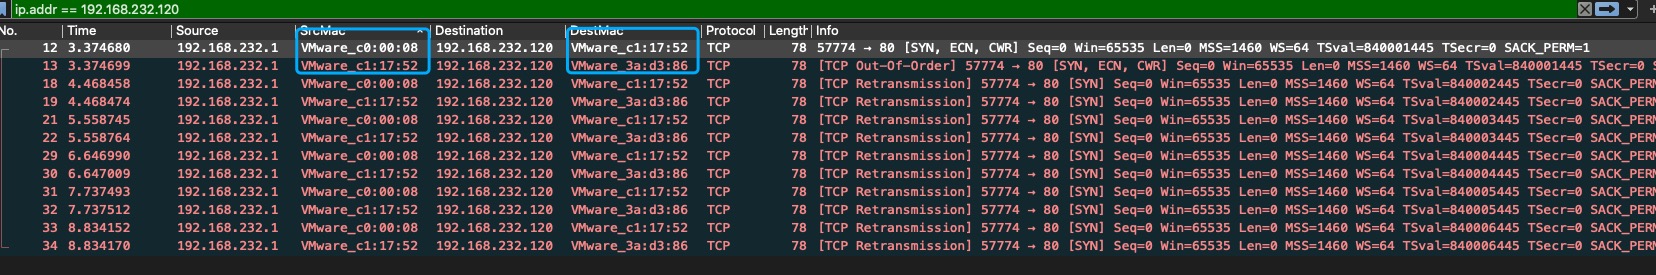 ip.addr == 192.168.232.120
No. Time Source SrcMac Destination DestMac Protocol Length Info
12 3.374680 192.168.232.1 VMware_c0:00:08 192.168.232.120 VMware_c1:17:52 TCP 78 57774 → 80 [SYN, ECN, CWR] Seq=0 Win=65535 Len=0 MSS=1460 WS=64 TSval=840001445 TSecr=0 SACK_PERM=1
13 3.374699 192.168.232.1 VMware_c1:17:52 192.168.232.120 VMware_3a:d3:86 TCP 78 [TCP Out-Of-Order] 57774 → 80 [SYN, ECN, CWR] Seq=0 Win=65535 Len=0 MSS=1460 WS=64 TSval=840001445 TSecr=0 S
18 4.468458 192.168.232.1 VMware_c0:00:08 192.168.232.120 VMware_c1:17:52 TCP 78 [TCP Retransmission] 57774 → 80 [SYN] Seq=0 Win=65535 Len=0 MSS=1460 WS=64 TSval=840002445 TSecr=0 SACK_PERM
19 4.468474 192.168.232.1 VMware_c1:17:52 192.168.232.120 VMware_3a:d3:86 TCP 78 [TCP Retransmission] 57774 → 80 [SYN] Seq=0 Win=65535 Len=0 MSS=1460 WS=64 TSval=840002445 TSecr=0 SACK_PERM
21 5.558745 192.168.232.1 VMware_c0:00:08 192.168.232.120 VMware_c1:17:52 TCP 78 [TCP Retransmission] 57774 → 80 [SYN] Seq=0 Win=65535 Len=0 MSS=1460 WS=64 TSval=840003445 TSecr=0 SACK_PERM
22 5.558764 192.168.232.1 VMware_c1:17:52 192.168.232.120 VMware_3a:d3:86 TCP 78 [TCP Retransmission] 57774 → 80 [SYN] Seq=0 Win=65535 Len=0 MSS=1460 WS=64 TSval=840003445 TSecr=0 SACK_PERM
29 6.646990 192.168.232.1 VMware_c0:00:08 192.168.232.120 VMware_c1:17:52 TCP 78 [TCP Retransmission] 57774 → 80 [SYN] Seq=0 Win=65535 Len=0 MSS=1460 WS=64 TSval=840004445 TSecr=0 SACK_PERM
30 6.647009 192.168.232.1 VMware_c1:17:52 192.168.232.120 VMware_3a:d3:86 TCP 78 [TCP Retransmission] 57774 → 80 [SYN] Seq=0 Win=65535 Len=0 MSS=1460 WS=64 TSval=840004445 TSecr=0 SACK_PERM
31 7.737493 192.168.232.1 VMware_c0:00:08 192.168.232.120 VMware_c1:17:52 TCP 78 [TCP Retransmission] 57774 → 80 [SYN] Seq=0 Win=65535 Len=0 MSS=1460 WS=64 TSval=840005445 TSecr=0 SACK_PERM
32 7.737512 192.168.232.1 VMware_c1:17:52 192.168.232.120 VMware_3a:d3:86 TCP 78 [TCP Retransmission] 57774 → 80 [SYN] Seq=0 Win=65535 Len=0 MSS=1460 WS=64 TSval=840005445 TSecr=0 SACK_PERM
33 8.834152 192.168.232.1 VMware_c0:00:08 192.168.232.120 VMware_c1:17:52 TCP 78 [TCP Retransmission] 57774 → 80 [SYN] Seq=0 Win=65535 Len=0 MSS=1460 WS=64 TSval=840006445 TSecr=0 SACK_PERM
34 8.834170 192.168.232.1 VMware_c1:17:52 192.168.232.120 VMware_3a:d3:86 TCP 78 [TCP Retransmission] 57774 → 80 [SYN] Seq=0 Win=65535 Len=0 MSS=1460 WS=64 TSval=840006445 TSecr=0 SACK_PERM